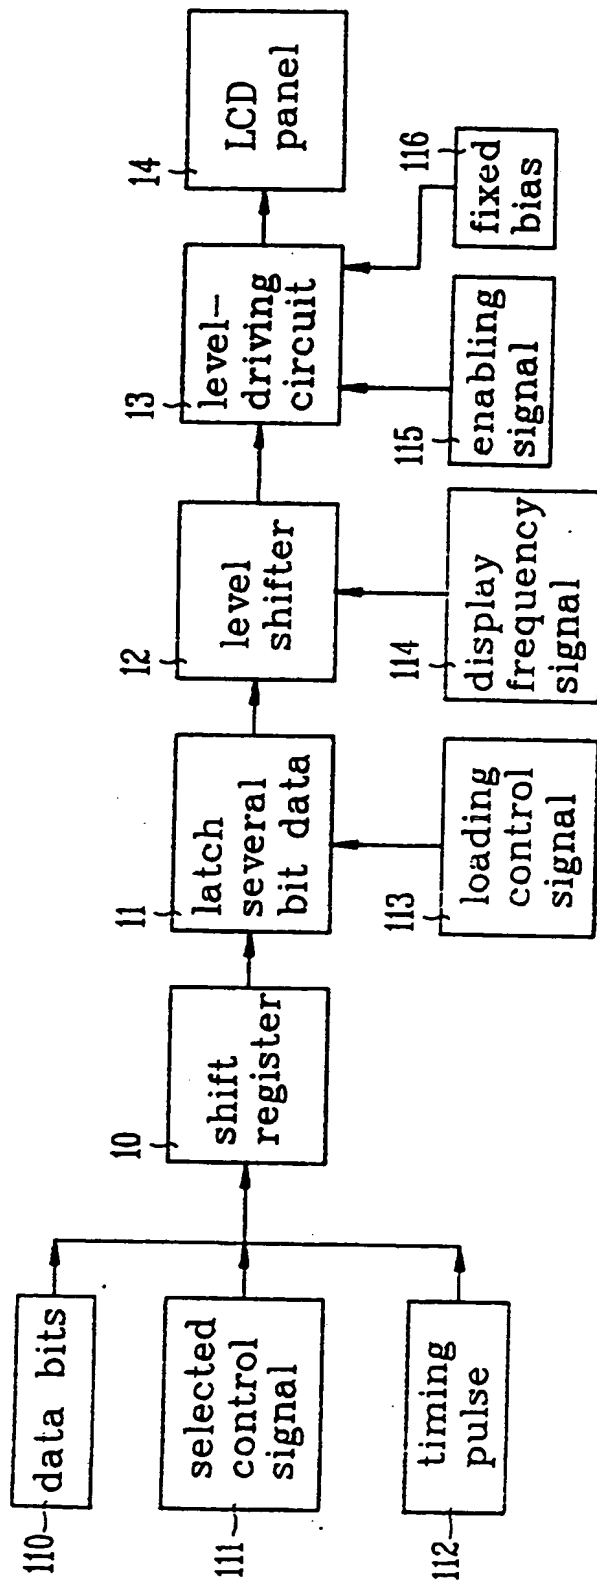 110
data bits
111
selected
control
signal
112
timing
pulse
10
shift
register
11
latch
several
bit data
113
loading
control
signal
12
level
shifter
114
display
frequency
signal
13
level-
driving
circuit
115
enabling
signal
116
fixed
bias
14
LCD
panel